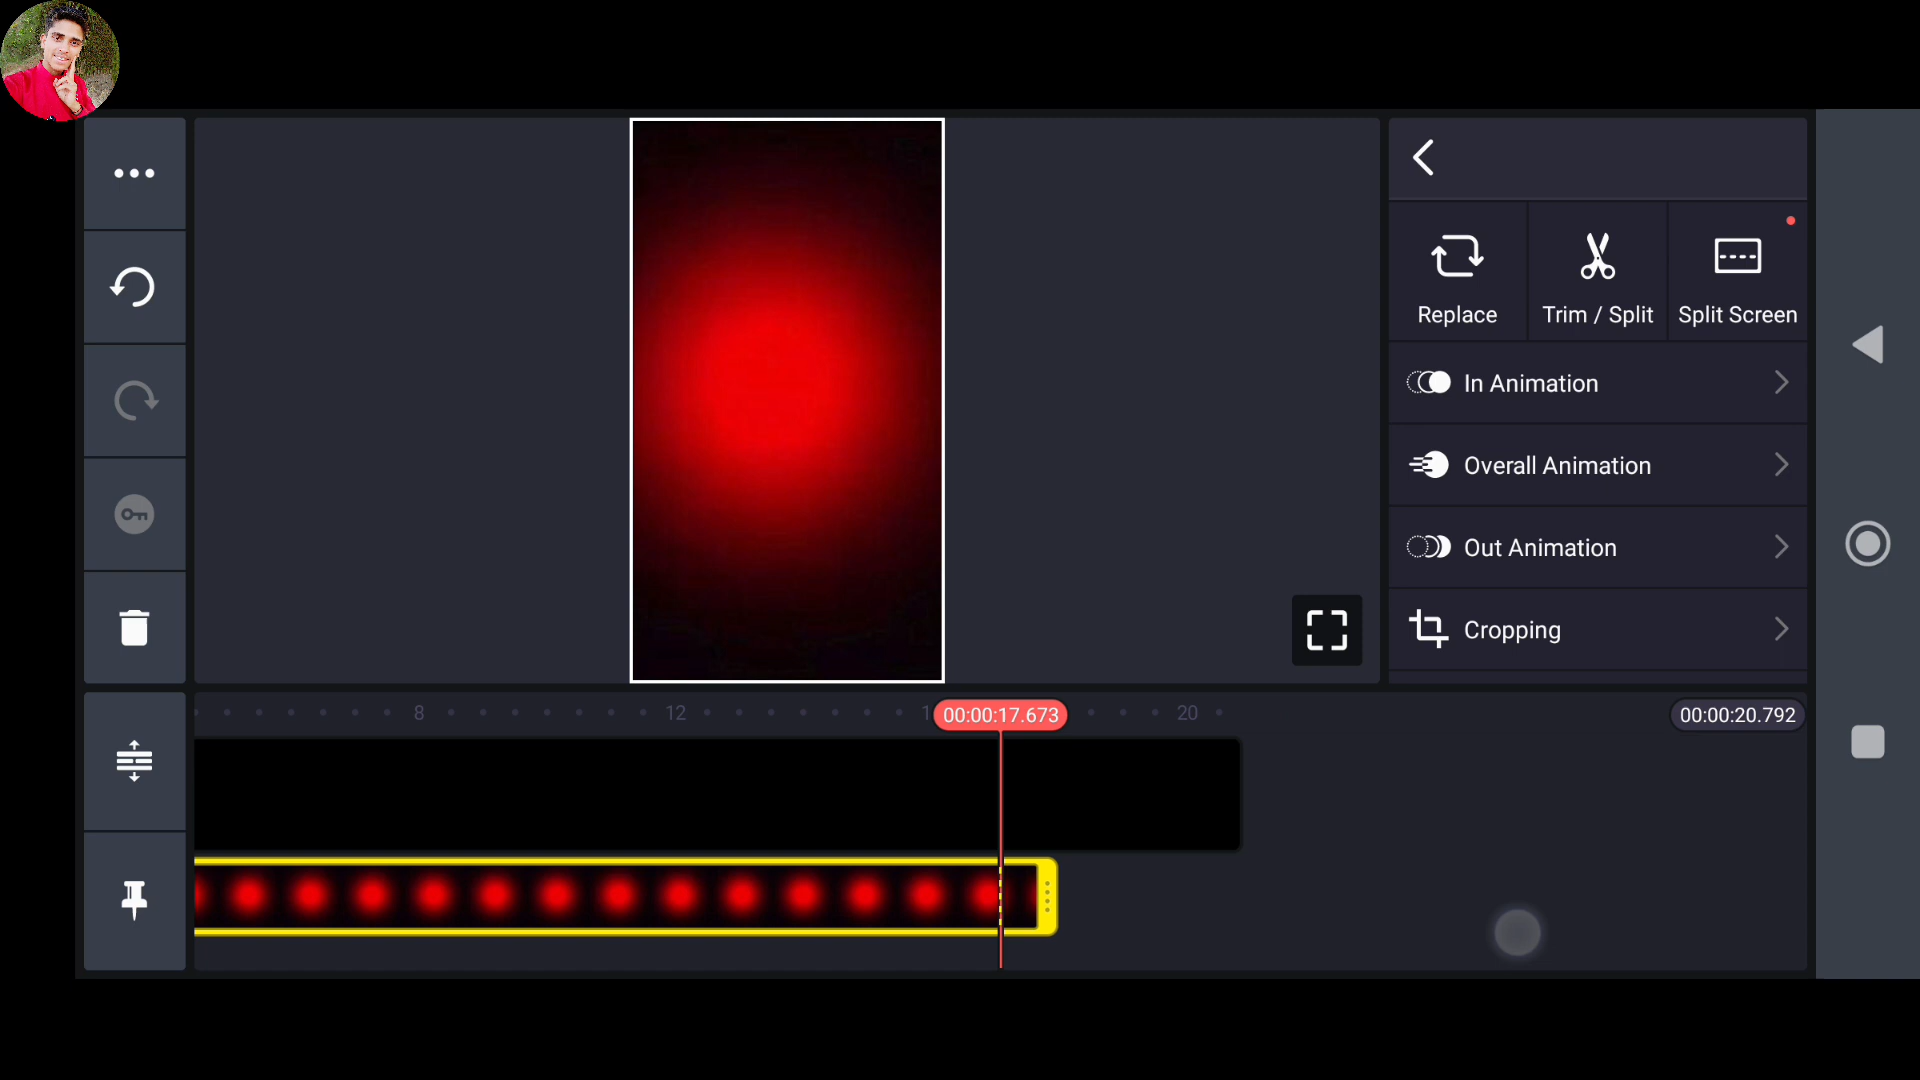 Replace
Trim / Split
Split Screen
In Animation
Overall Animation
Out Animation
Cropping
8
12
1
00:00:17.673
20
00:00:20.792